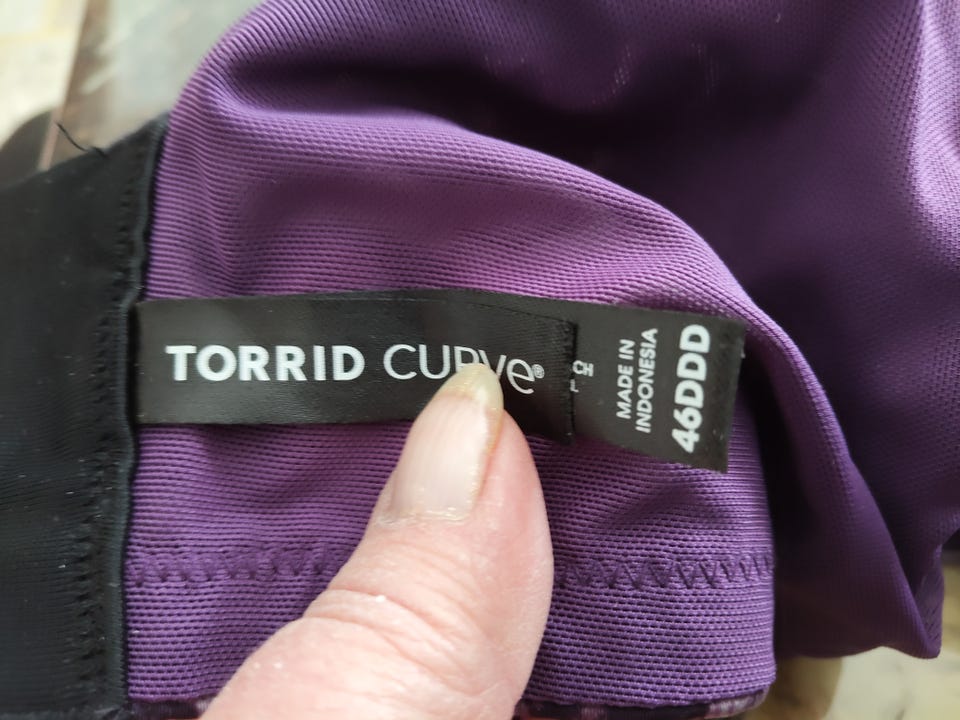 TORRID CURVe®
MADE IN
INDONESIA
46DDD